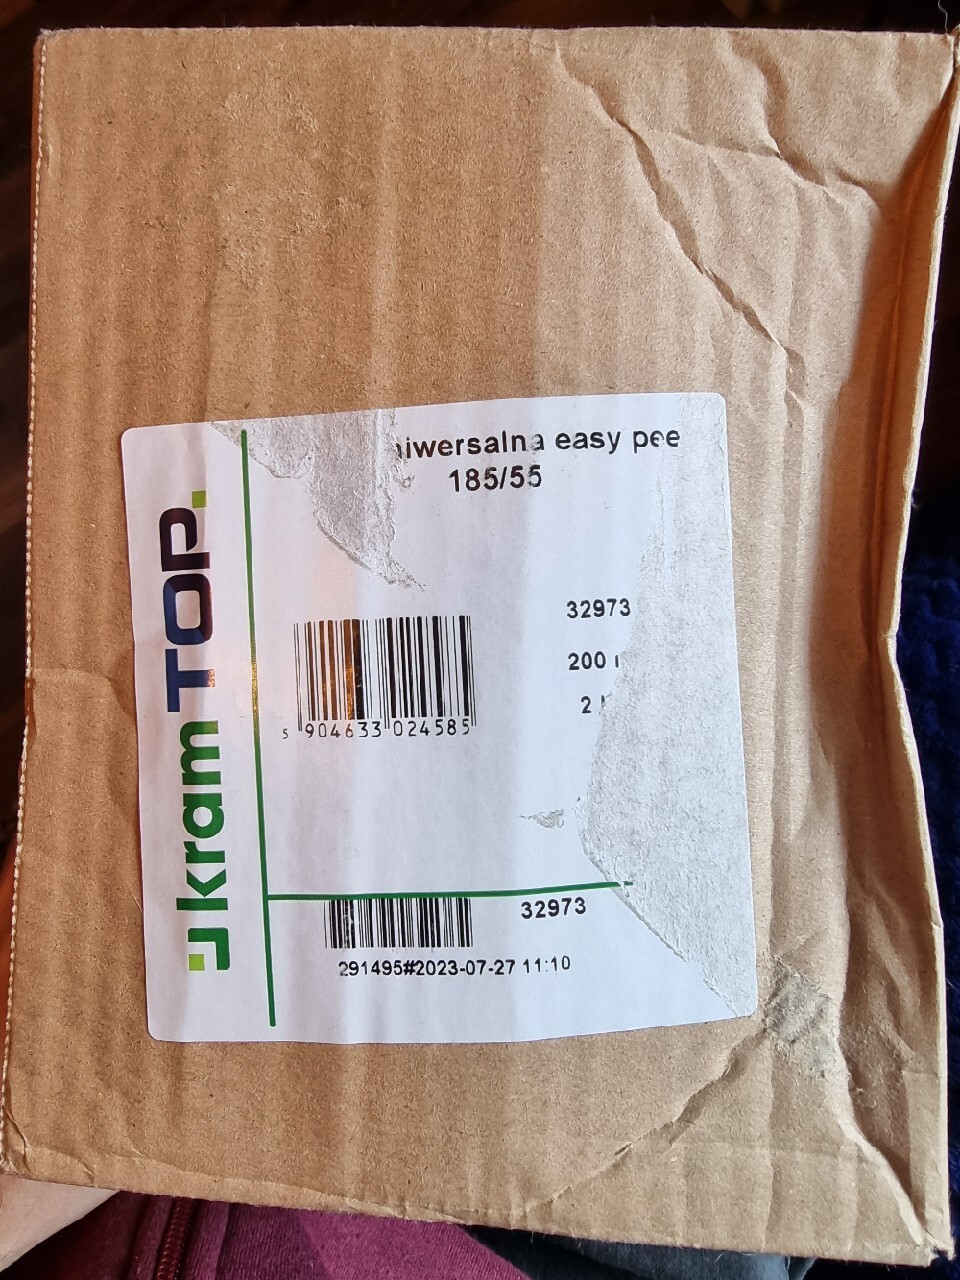 niwersalna easy pee
185/55
kram TOP.
32973
200
2
5 904633 024585
32973
291495#2023-07-27 11:10